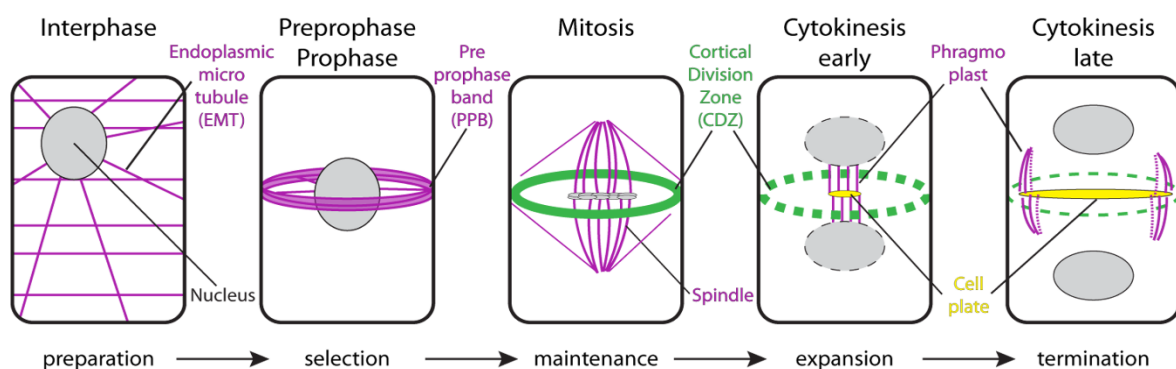 Interphase
Preprophase
Prophase
Mitosis
Cytokinesis
early
Cytokinesis
late
Endoplasmic
micro
tubule
(EMT)
Pre
prophase
band
(PPB)
Cortical
Division
Zone
(CDZ)
Phragmo
plast
Nucleus
Spindle
Cell
plate
preparation
selection
maintenance
expansion
termination